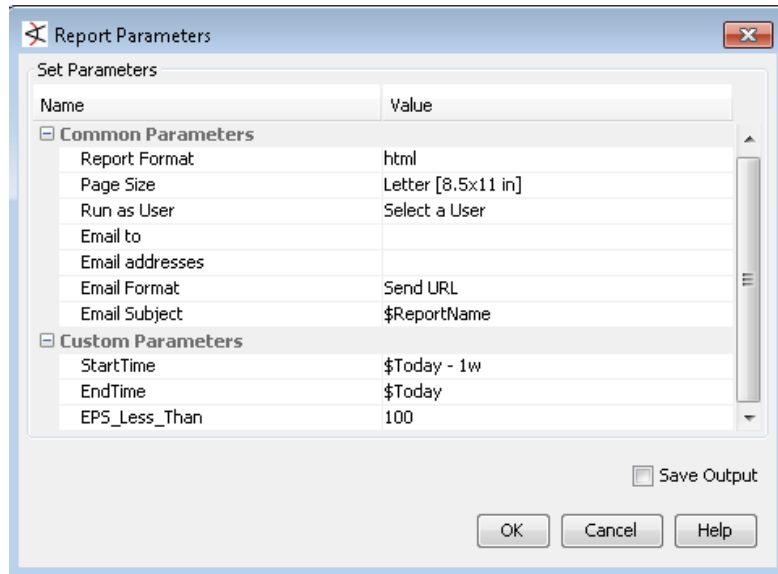 Report Parameters
Set Parameters
Name Value
Common Parameters
Report Format html
Page Size Letter [8.5x11 in]
Run as User Select a User
Email to
Email addresses
Email Format Send URL
Email Subject $ReportName
Custom Parameters
StartTime $Today - 1w
EndTime $Today
EPS_Less_Than 100
Save Output
OK Cancel Help